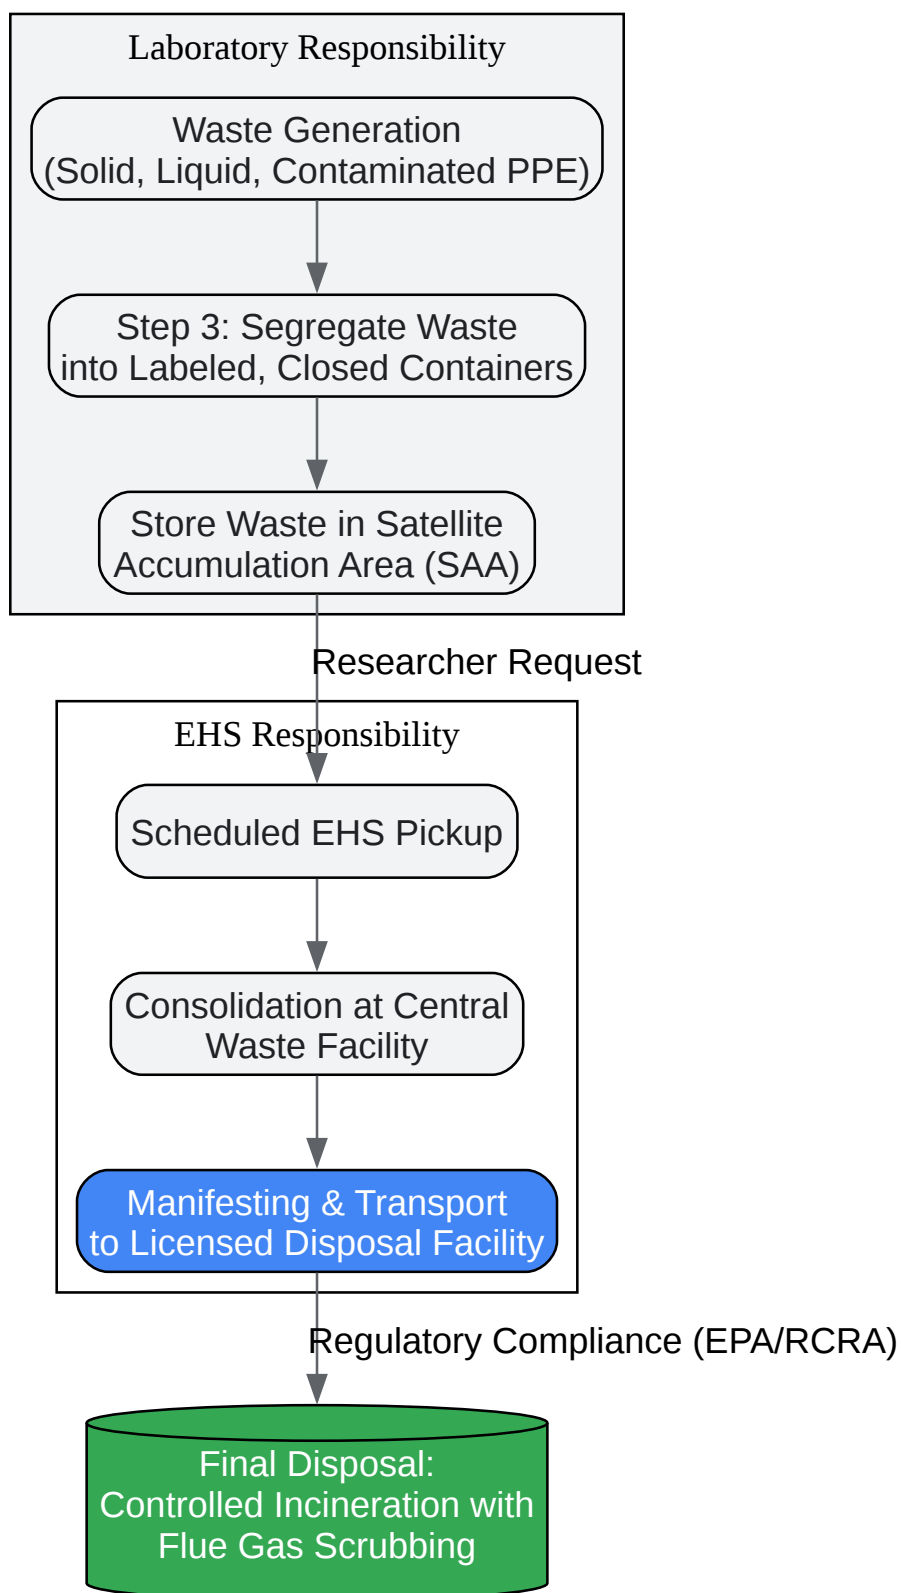 Laboratory Responsibility
Waste Generation
(Solid, Liquid, Contaminated PPE)
Step 3: Segregate Waste
into Labeled, Closed Containers
Store Waste in Satellite
Accumulation Area (SAA)
Researcher Request
EHS Responsibility
Scheduled EHS Pickup
Consolidation at Central
Waste Facility
Manifesting & Transport
to Licensed Disposal Facility
Regulatory Compliance (EPA/RCRA)
Final Disposal:
Controlled Incineration with
Flue Gas Scrubbing